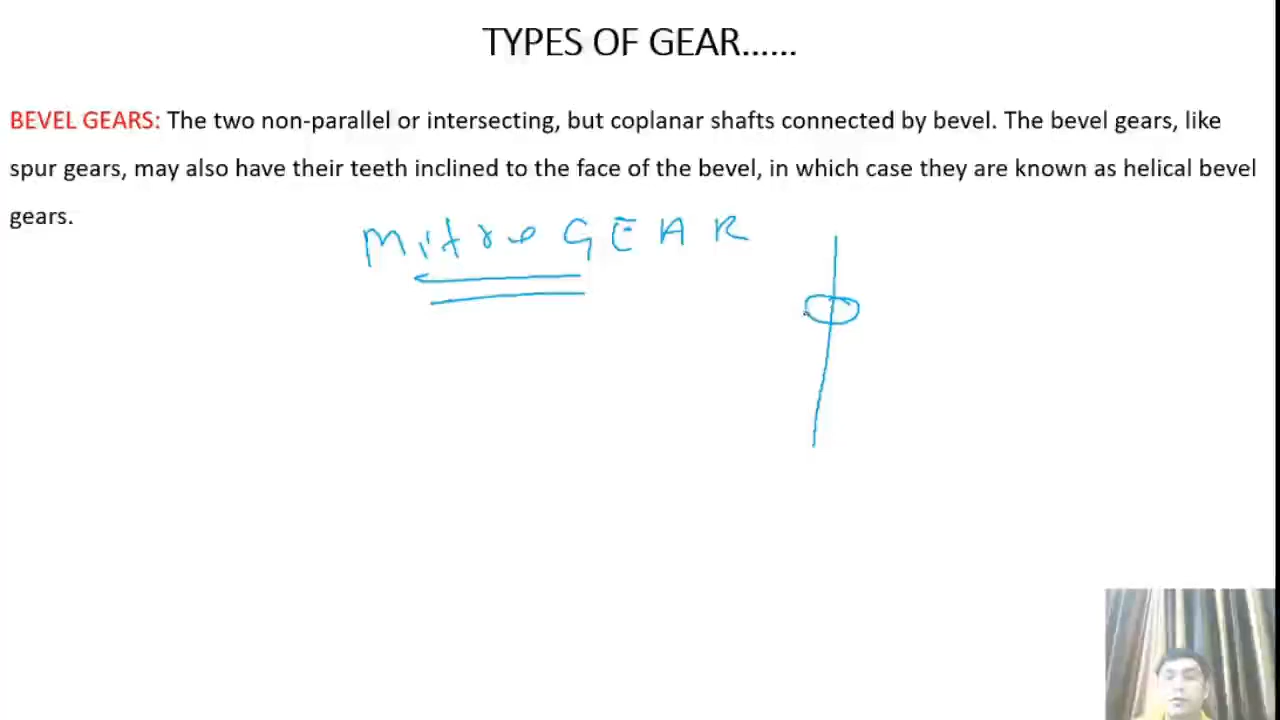 TYPES OF GEAR......
BEVEL GEARS: The two non-parallel or intersecting, but coplanar shafts connected by bevel. The bevel gears, like
spur gears, may also have their teeth inclined to the face of the bevel, in which case they are known as helical bevel
gears.
Mitre GEAR